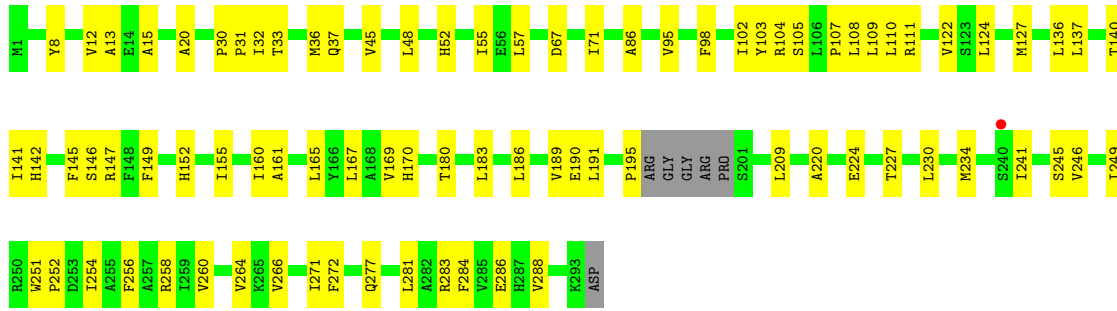 M1 Y8 V12 A13 E14 A15 A20 P30 P31 I32 T33 M36 Q37 V45 L48 H52 I55 E56 L57 D67 I71 A86 V95 F98 I102 Y103 R104 S105 L106 P107 L108 L109 L110 R111 V122 S123 L124 M127 L136 L137 T140
I141 H142 F145 S146 R147 F148 F149 H152 I155 I160 A161 L165 Y166 L167 A168 V169 H170 T180 L183 L186 V189 E190 L191 P195 ARG GLY GLY ARG PRO S201 L209 A220 E224 T227 L230 M234 S240 I241 S245 V246 I249
R250 W251 P252 D253 I254 A255 F256 A257 R258 I259 V260 V264 K265 V266 I271 F272 Q277 L281 A282 R283 F284 V285 E286 H287 V288 K293 ASP